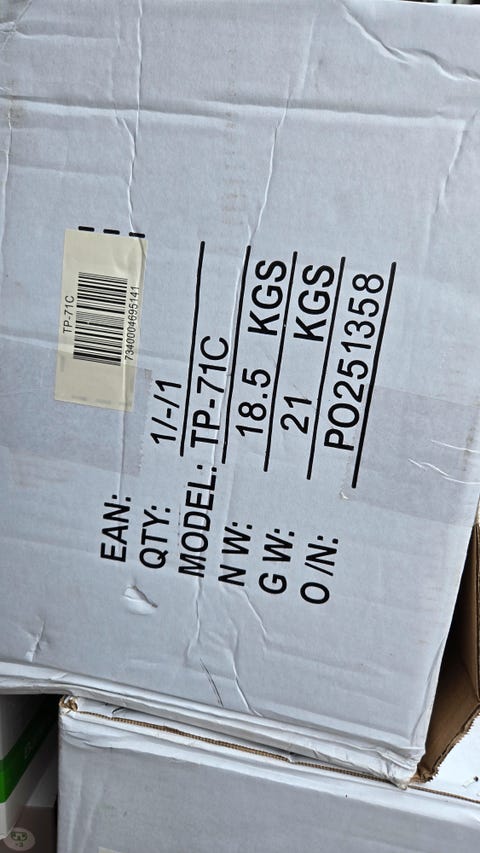 TP-71C
7340004695141
EAN:
QTY: 1/-/1
MODEL: TP-71C
N W: 18.5 KGS
G W: 21 KGS
O /N: PO251358